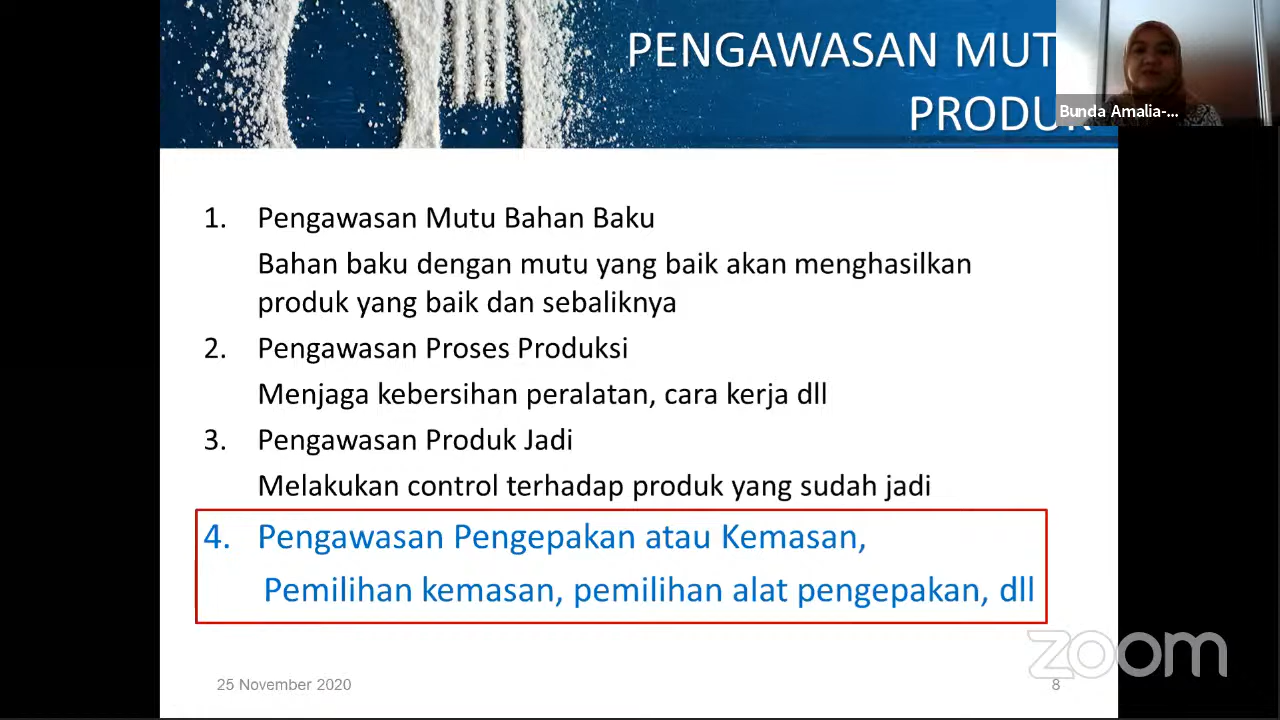 PENGAWASAN MUT
PRODUK
Bunda Amalia-...
1. Pengawasan Mutu Bahan Baku
Bahan baku dengan mutu yang baik akan menghasilkan
produk yang baik dan sebaliknya
2. Pengawasan Proses Produksi
Menjaga kebersihan peralatan, cara kerja dll
3. Pengawasan Produk Jadi
Melakukan control terhadap produk yang sudah jadi
4. Pengawasan Pengepakan atau Kemasan,
Pemilihan kemasan, pemilihan alat pengepakan, dll
zoom
25 November 2020
8